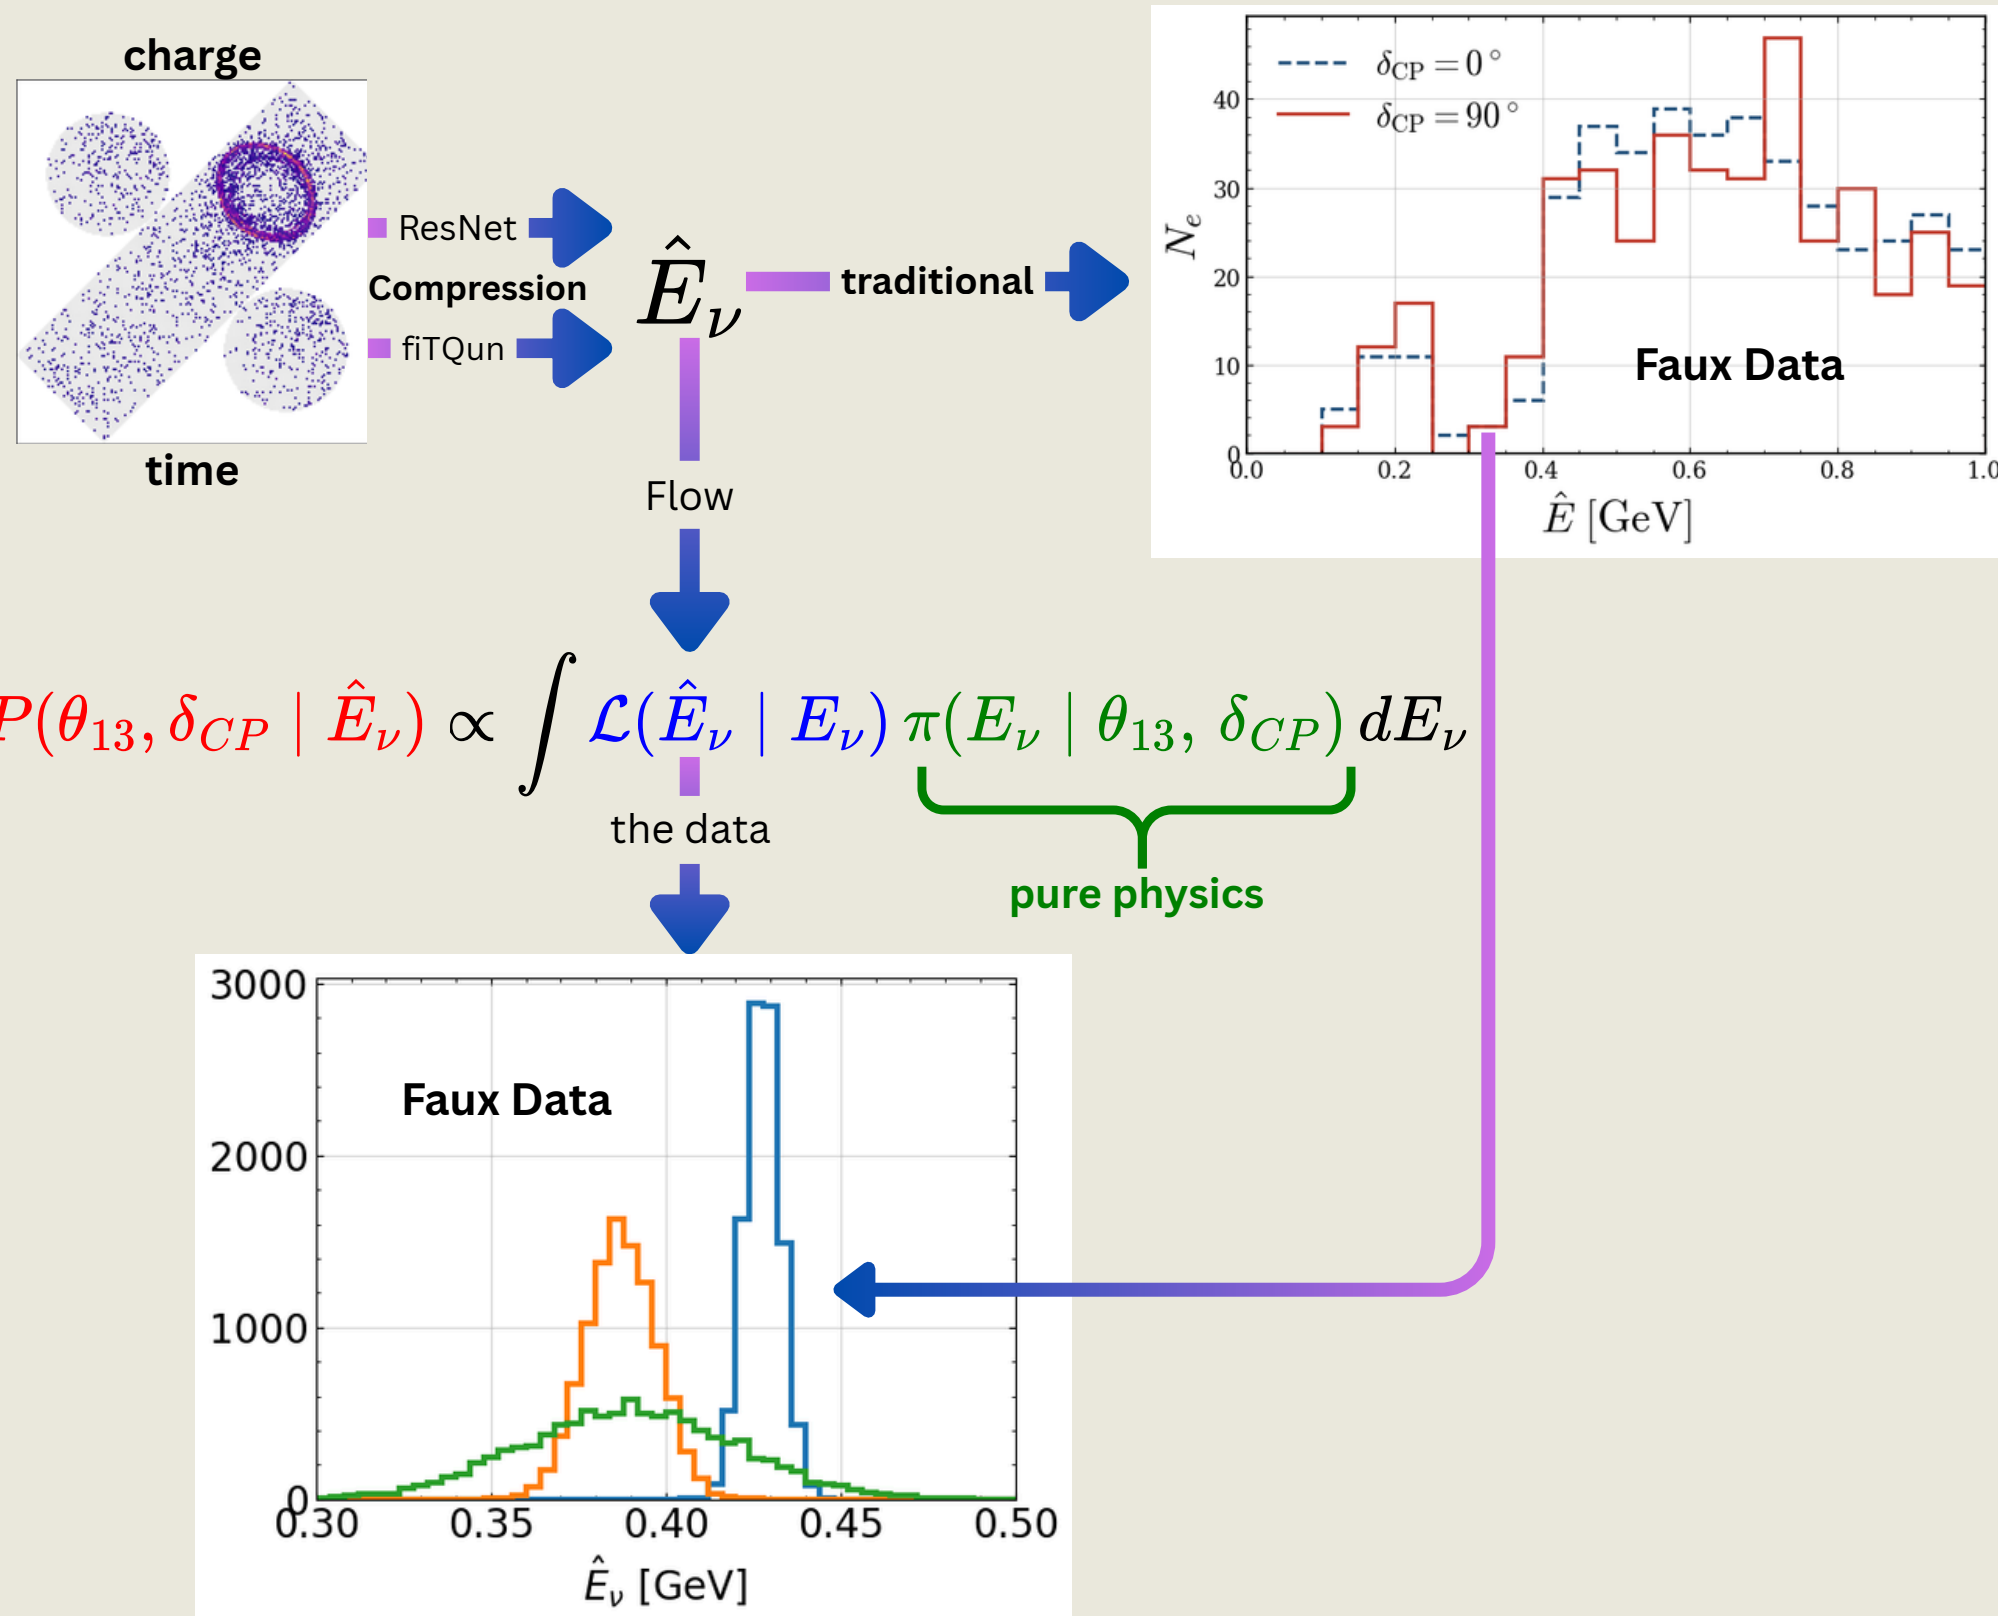 charge
time
ResNet
Compression
fiTQun
Ê_ν
traditional
δ_CP = 0°
δ_CP = 90°
N_e
40
30
20
10
0
Faux Data
0.0 0.2 0.4 0.6 0.8 1.0
Ê [GeV]
Flow
P(θ₁₃, δ_CP | Ê_ν) ∝ ∫ ℒ(Ê_ν | E_ν) π(E_ν | θ₁₃, δ_CP) dE_ν
the data
pure physics
3000
2000
1000
0
Faux Data
0.30 0.35 0.40 0.45 0.50
Ê_ν [GeV]